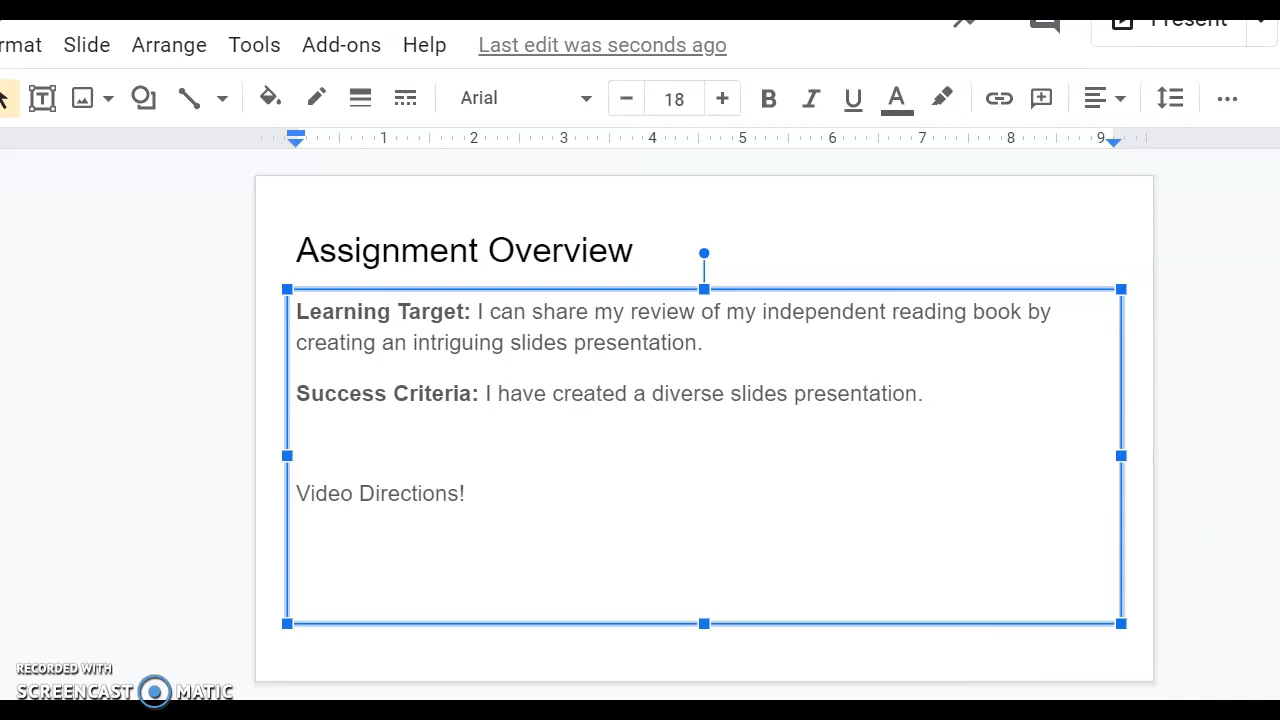 rmat Slide Arrange Tools Add-ons Help Last edit was seconds ago Present
Arial 18
1 2 3 4 5 6 7 8 9
Assignment Overview
Learning Target: I can share my review of my independent reading book by
creating an intriguing slides presentation.
Success Criteria: I have created a diverse slides presentation.
Video Directions!
RECORDED WITH
SCREENCAST MATIC